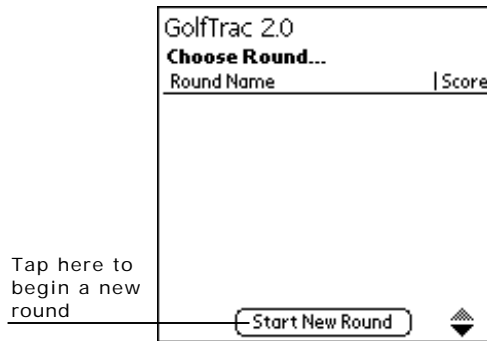 GolfTrac 2.0
Choose Round...
Round Name | Score
Tap here to
begin a new
round
Start New Round